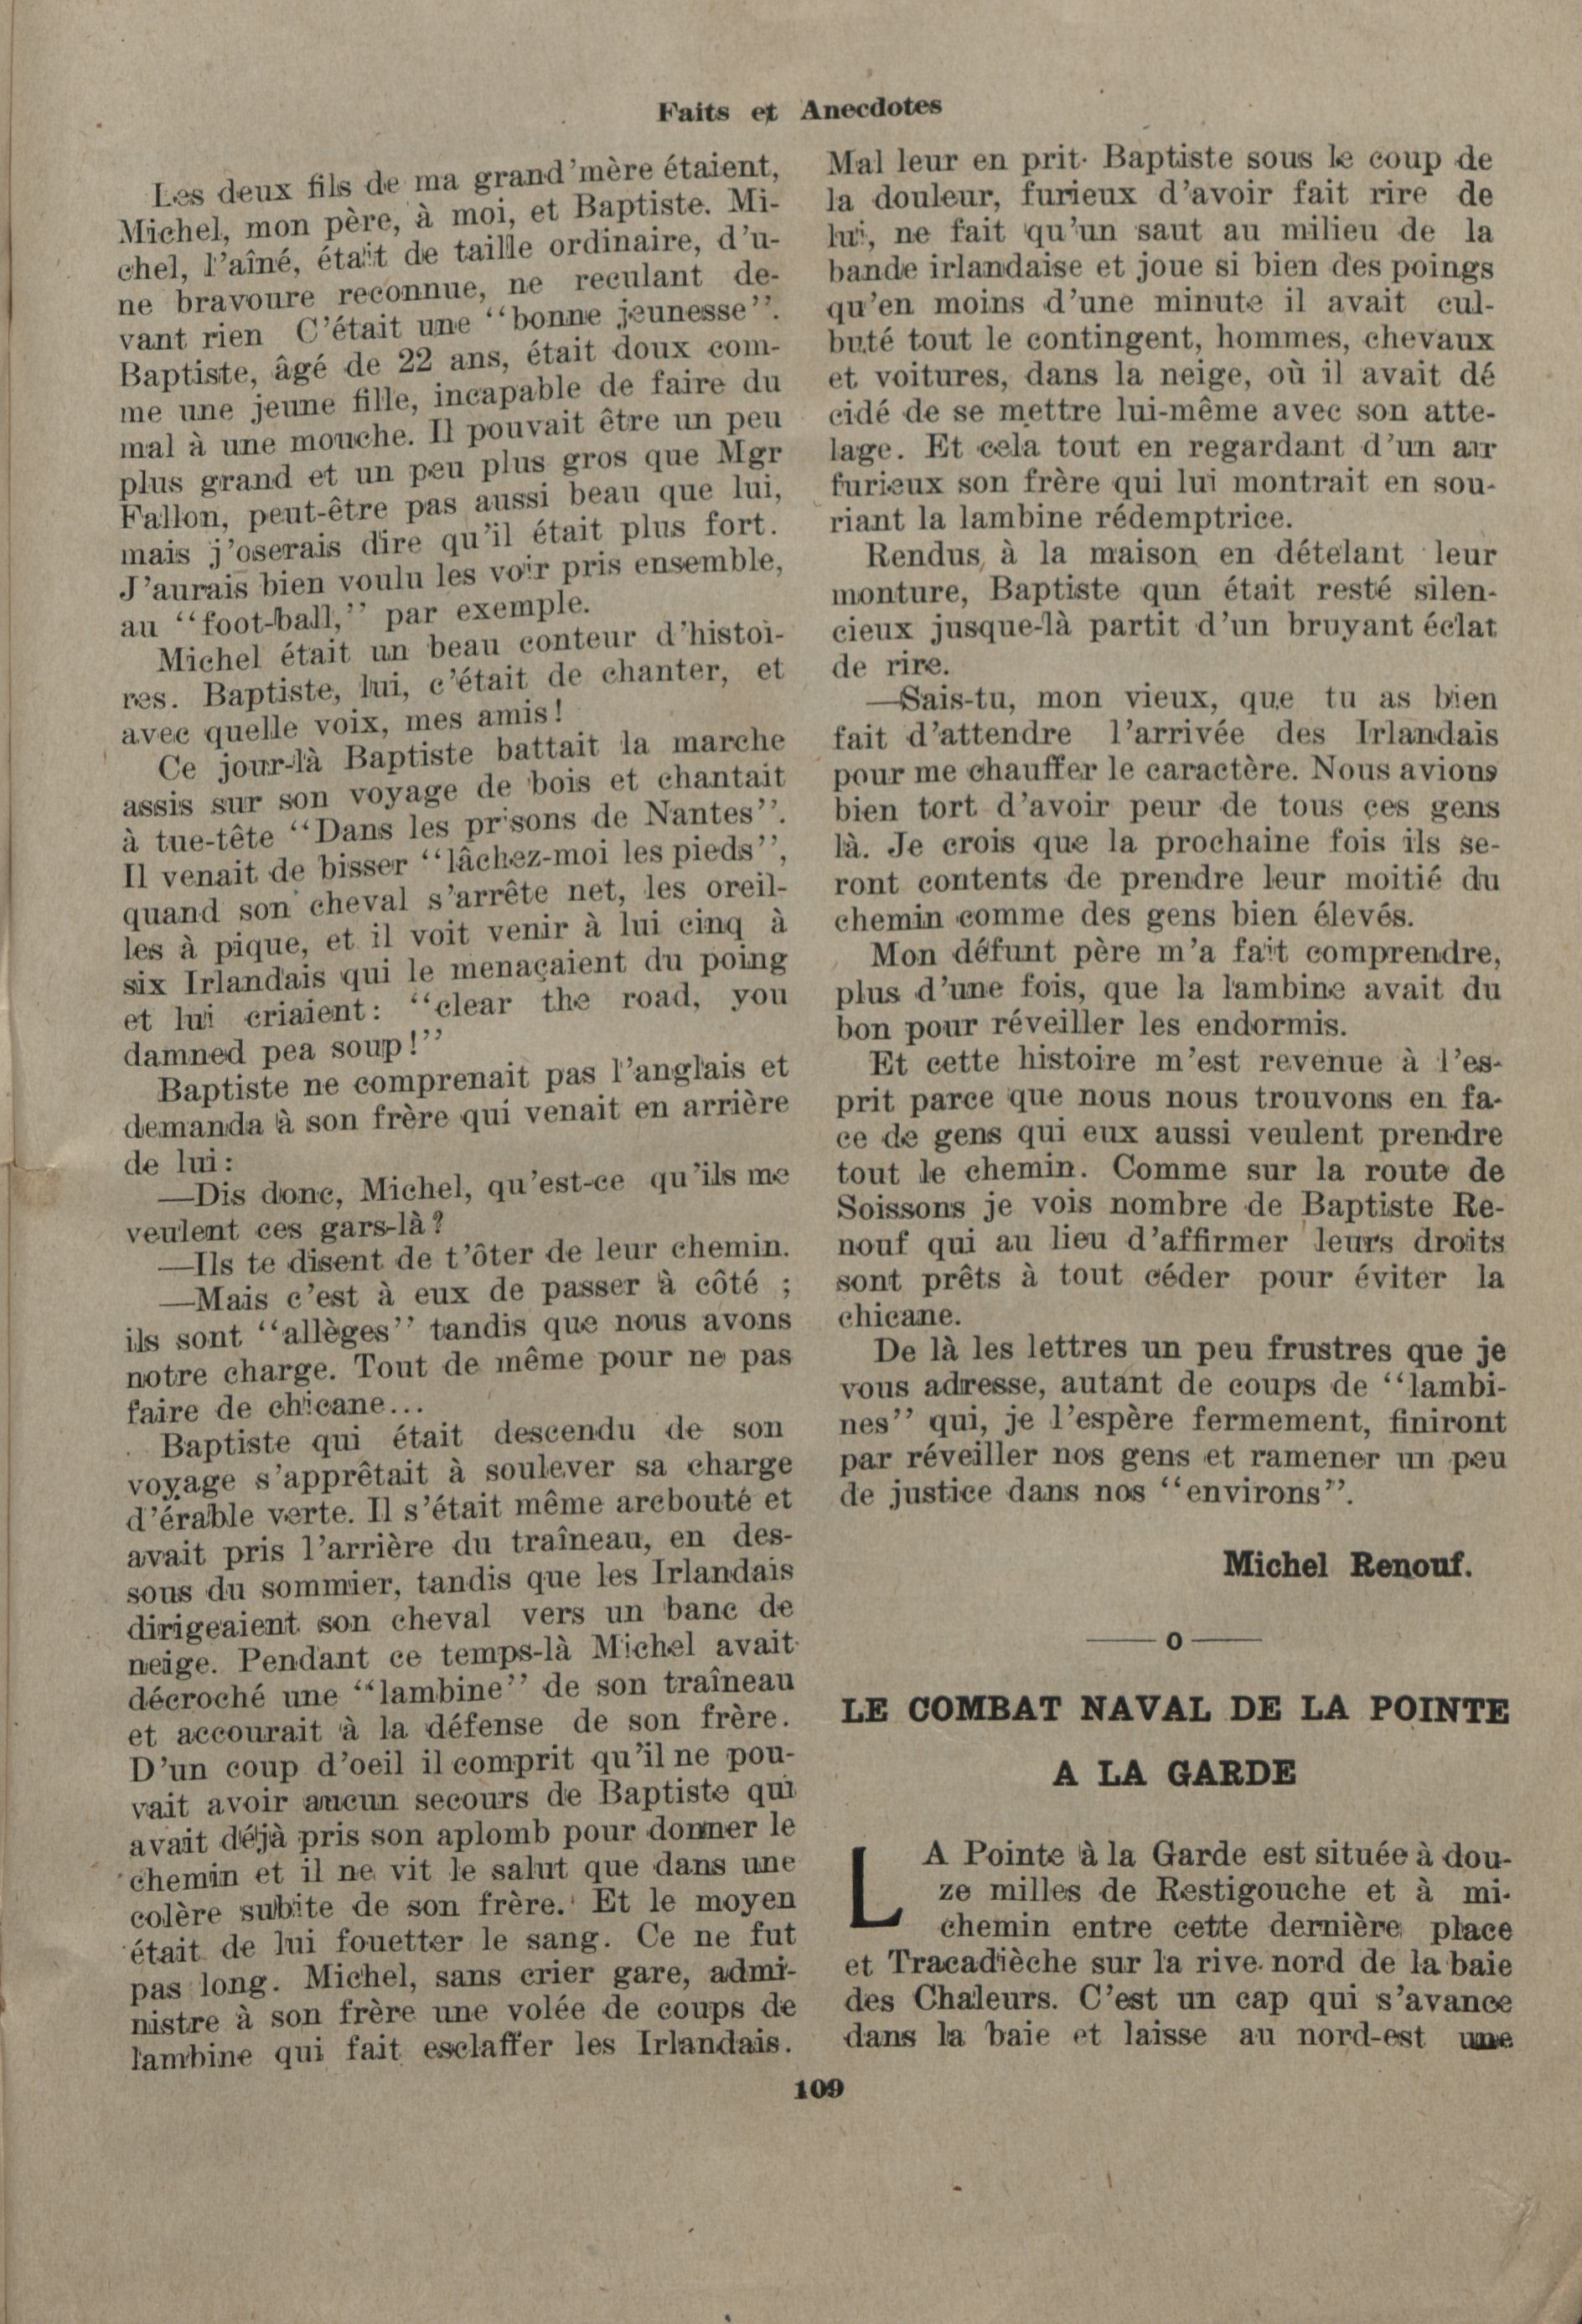 Faits et Anecdotes
Les deux fils de ma grand'mère étaient,
Michel, mon père, à moi, et Baptiste. Mi-
chel, l'aîné, était de taille ordinaire, d'u-
ne bravoure reconnue, ne reculant de-
vant rien C'était une "bonne jeunesse".
Baptiste, âgé de 22 ans, était doux com-
me une jeune fille, incapable de faire du
mal à une mouche. Il pouvait être un peu
plus grand et un peu plus gros que Mgr
Fallon, peut-être pas aussi beau que lui,
mais j'oserais dire qu'il était plus fort.
J'aurais bien voulu les voir pris ensemble,
au "foot-ball," par exemple.
Michel était un beau conteur d'histoi-
res. Baptiste, lui, c'était de chanter, et
avec quelle voix, mes amis!
Ce jour-là Baptiste battait la marche
assis sur son voyage de bois et chantait
à tue-tête "Dans les prisons de Nantes".
Il venait de bisser "lâchez-moi les pieds",
quand son cheval s'arrête net, les oreil-
les à pique, et il voit venir à lui cinq à
six Irlandais qui le menaçaient du poing
et lui criaient: "clear the road, you
damned pea soup!"
Baptiste ne comprenait pas l'anglais et
demanda à son frère qui venait en arrière
de lui:
—Dis donc, Michel, qu'est-ce qu'ils me
veulent ces gars-là?
—Ils te disent de t'ôter de leur chemin.
—Mais c'est à eux de passer à côté ;
ils sont "allèges" tandis que nous avons
notre charge. Tout de même pour ne pas
faire de chicane...
Baptiste qui était descendu de son
voyage s'apprêtait à soulever sa charge
d'érable verte. Il s'était même arcbouté et
avait pris l'arrière du traîneau, en des-
sous du sommier, tandis que les Irlandais
dirigeaient son cheval vers un banc de
neige. Pendant ce temps-là Michel avait
décroché une "lambine" de son traîneau
et accourait à la défense de son frère.
D'un coup d'oeil il comprit qu'il ne pou-
vait avoir aucun secours de Baptiste qui
avait déjà pris son aplomb pour donner le
chemin et il ne vit le salut que dans une
colère subite de son frère. Et le moyen
était de lui fouetter le sang. Ce ne fut
pas long. Michel, sans crier gare, admi-
nistre à son frère une volée de coups de
lambine qui fait esclaffer les Irlandais.
Mal leur en prit. Baptiste sous le coup de
la douleur, furieux d'avoir fait rire de
lui, ne fait qu'un saut au milieu de la
bande irlandaise et joue si bien des poings
qu'en moins d'une minute il avait cul-
buté tout le contingent, hommes, chevaux
et voitures, dans la neige, où il avait dé
cidé de se mettre lui-même avec son atte-
lage. Et cela tout en regardant d'un air
furieux son frère qui lui montrait en sou-
riant la lambine rédemptrice.
Rendus, à la maison en dételant leur
monture, Baptiste qun était resté silen-
cieux jusque-là partit d'un bruyant éclat
de rire.
—Sais-tu, mon vieux, que tu as bien
fait d'attendre l'arrivée des Irlandais
pour me chauffer le caractère. Nous avions
bien tort d'avoir peur de tous ces gens
là. Je crois que la prochaine fois ils se-
ront contents de prendre leur moitié du
chemin comme des gens bien élevés.
Mon défunt père m'a fait comprendre,
plus d'une fois, que la lambine avait du
bon pour réveiller les endormis.
Et cette histoire m'est revenue à l'es-
prit parce que nous nous trouvons en fa-
ce de gens qui eux aussi veulent prendre
tout le chemin. Comme sur la route de
Soissons je vois nombre de Baptiste Re-
nouf qui au lieu d'affirmer leurs droits
sont prêts à tout céder pour éviter la
chicane.
De là les lettres un peu frustres que je
vous adresse, autant de coups de "lambi-
nes" qui, je l'espère fermement, finiront
par réveiller nos gens et ramener un peu
de justice dans nos "environs".
Michel Renouf.
—o—
LE COMBAT NAVAL DE LA POINTE
A LA GARDE
LA Pointe à la Garde est située à dou-
ze milles de Restigouche et à mi-
chemin entre cette dernière place
et Tracadièche sur la rive nord de la baie
des Chaleurs. C'est un cap qui s'avance
dans la baie et laisse au nord-est une
109